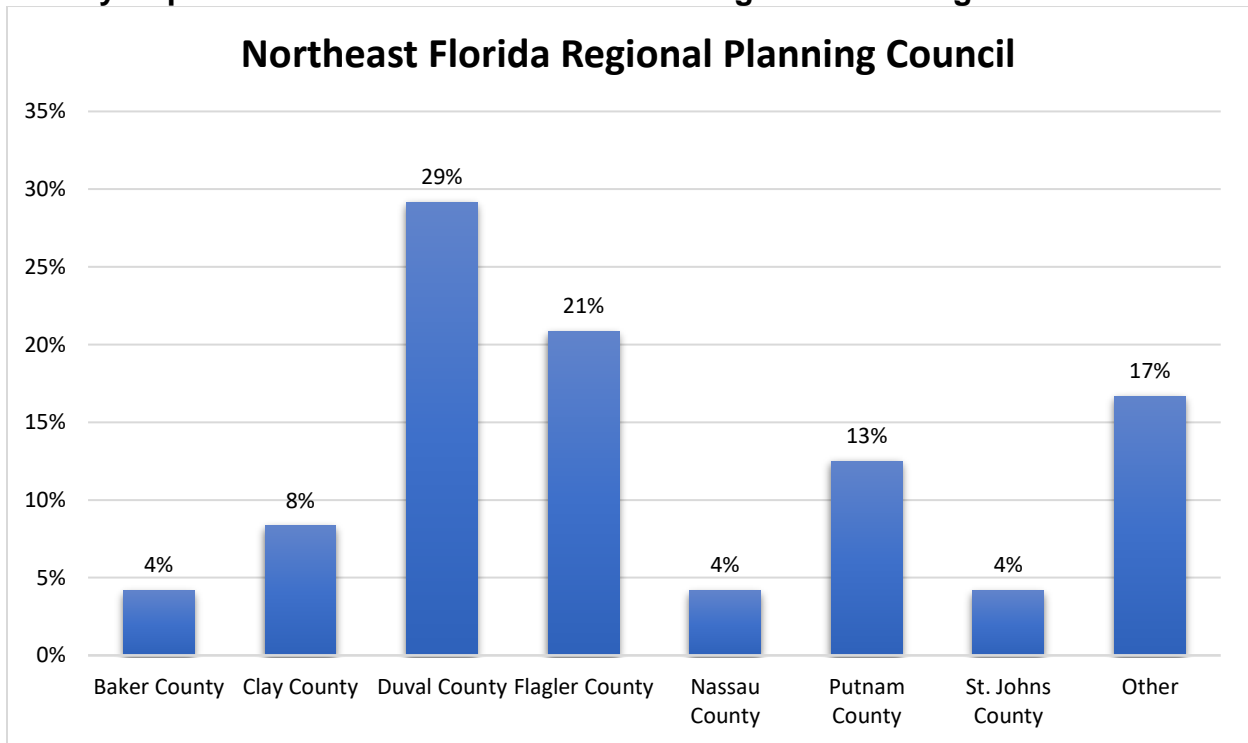 Northeast Florida Regional Planning Council
35%
30%
25%
20%
15%
10%
5%
0%
4%
8%
29%
21%
4%
13%
4%
17%
Baker County
Clay County
Duval County
Flagler County
Nassau
County
Putnam
County
St. Johns
County
Other